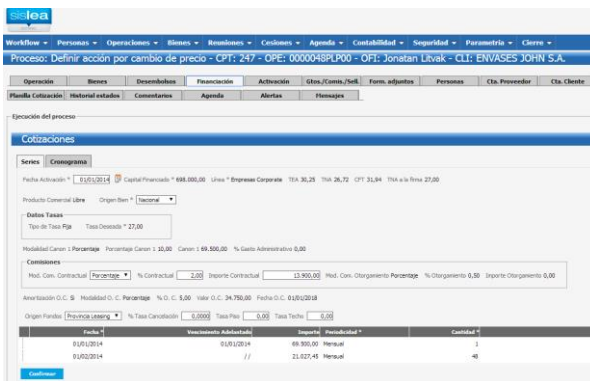 sislea
Workflow Personas Operaciones Bienes Reuniones Cesiones Agenda Contabilidad Seguridad Parametria Cierre
Proceso: Definir acción por cambio de precio - CPT: 247 - OPE: 0000048PLP00 - OFI: Jonatan Litvak - CLI: ENVASES JOHN S.A.
Operación Bienes Desembolsos Financiación Activación Gtos./Comis./Sell. Form. adjuntos Personas Cta. Proveedor Cta. Cliente
Planilla Cotización Historial estados Comentarios Agenda Alertas Mensajes
Ejecución del proceso
Cotizaciones
Series Cronograma
Fecha Activación * 01/01/2014 Capital Financiado * 698.000,00 Línea * Empresas Corporate TEA 30,25 TNA 26,72 CFT 31,94 TNA a la firma 27,00
Producto Comercial Libre Origen Bien * Nacional
Datos Tasas
Tipo de Tasa Fija Tasa Deseada * 27,00
Modalidad Canon 1 Porcentaje Porcentaje Canon 1 10,00 Canon 1 69.500,00 % Gasto Administrativo 0,00
Comisiones
Mod. Com. Contractual Porcentaje % Contractual 2,00 Importe Contractual 13.900,00 Mod. Com. Otorgamiento Porcentaje % Otorgamiento 0,50 Importe Otorgamiento 0,00
Amortización O.C. Si Modalidad O. C. Porcentaje % O. C. 5,00 Valor O.C. 34.750,00 Fecha O.C. 01/01/2018
Origen Fondos Provincia Leasing % Tasa Cancelación 0,0000 Tasa Piso 0,00 Tasa Techo 0,00
Fecha * Vencimiento Adelantado Importe Periodicidad * Cantidad *
01/01/2014 01/01/2014 69.500,00 Mensual 1
01/02/2014 / / 21.027,45 Mensual 48
Confirmar